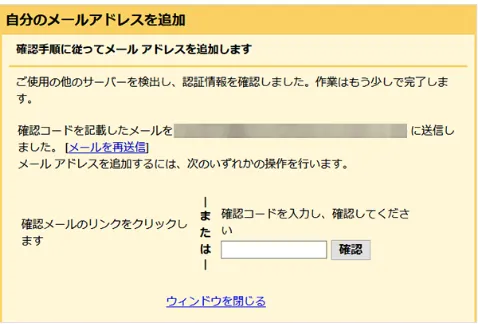 自分のメールアドレスを追加
確認手順に従ってメール アドレスを追加します
ご使用の他のサーバーを検出し、認証情報を確認しました。作業はもう少しで完了しま
す。
確認コードを記載したメールを に送信し
ました。 [メールを再送信]
メール アドレスを追加するには、次のいずれかの操作を行います。
確認メールのリンクをクリックし
ます
|
ま
た
は
|
確認コードを入力し、確認してくださ
い
確認
ウィンドウを閉じる